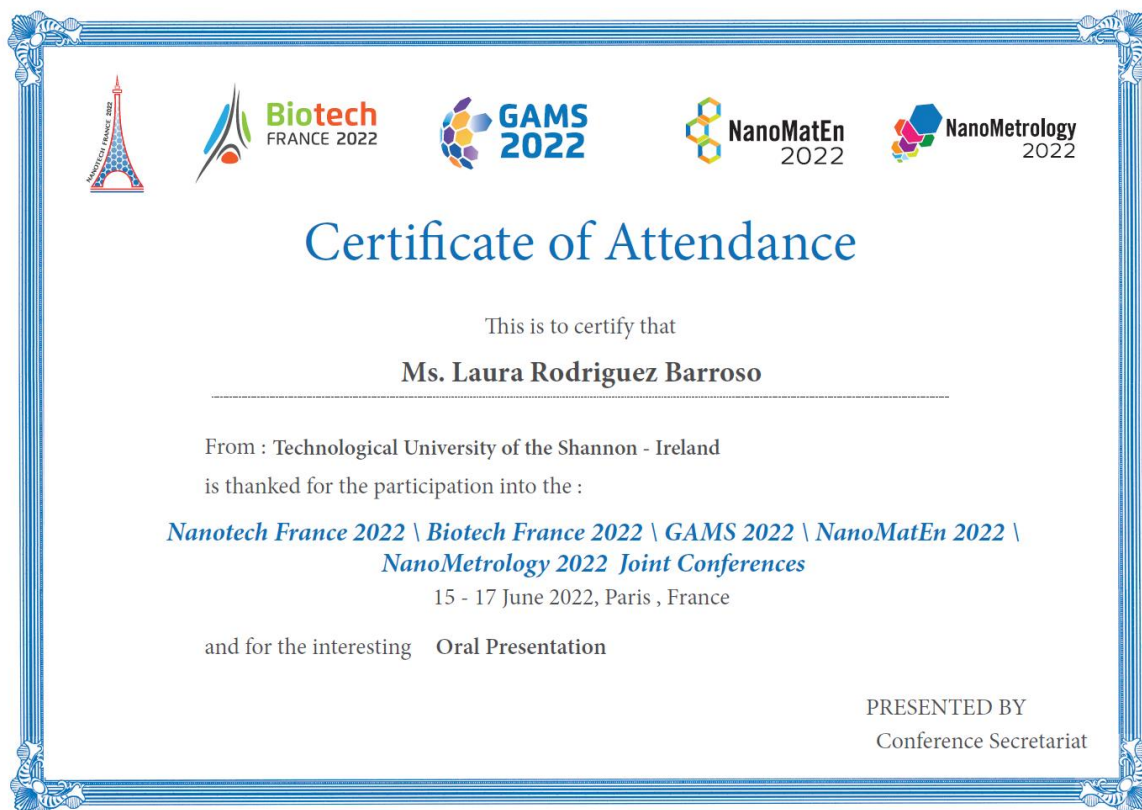 NANOTECH FRANCE 2022
Biotech
FRANCE 2022
GAMS
2022
NanoMatEn
2022
NanoMetrology
2022
Certificate of Attendance
This is to certify that
Ms. Laura Rodriguez Barroso
From : Technological University of the Shannon - Ireland
is thanked for the participation into the :
Nanotech France 2022 \ Biotech France 2022 \ GAMS 2022 \ NanoMatEn 2022 \
NanoMetrology 2022 Joint Conferences
15 - 17 June 2022, Paris , France
and for the interesting Oral Presentation
PRESENTED BY
Conference Secretariat